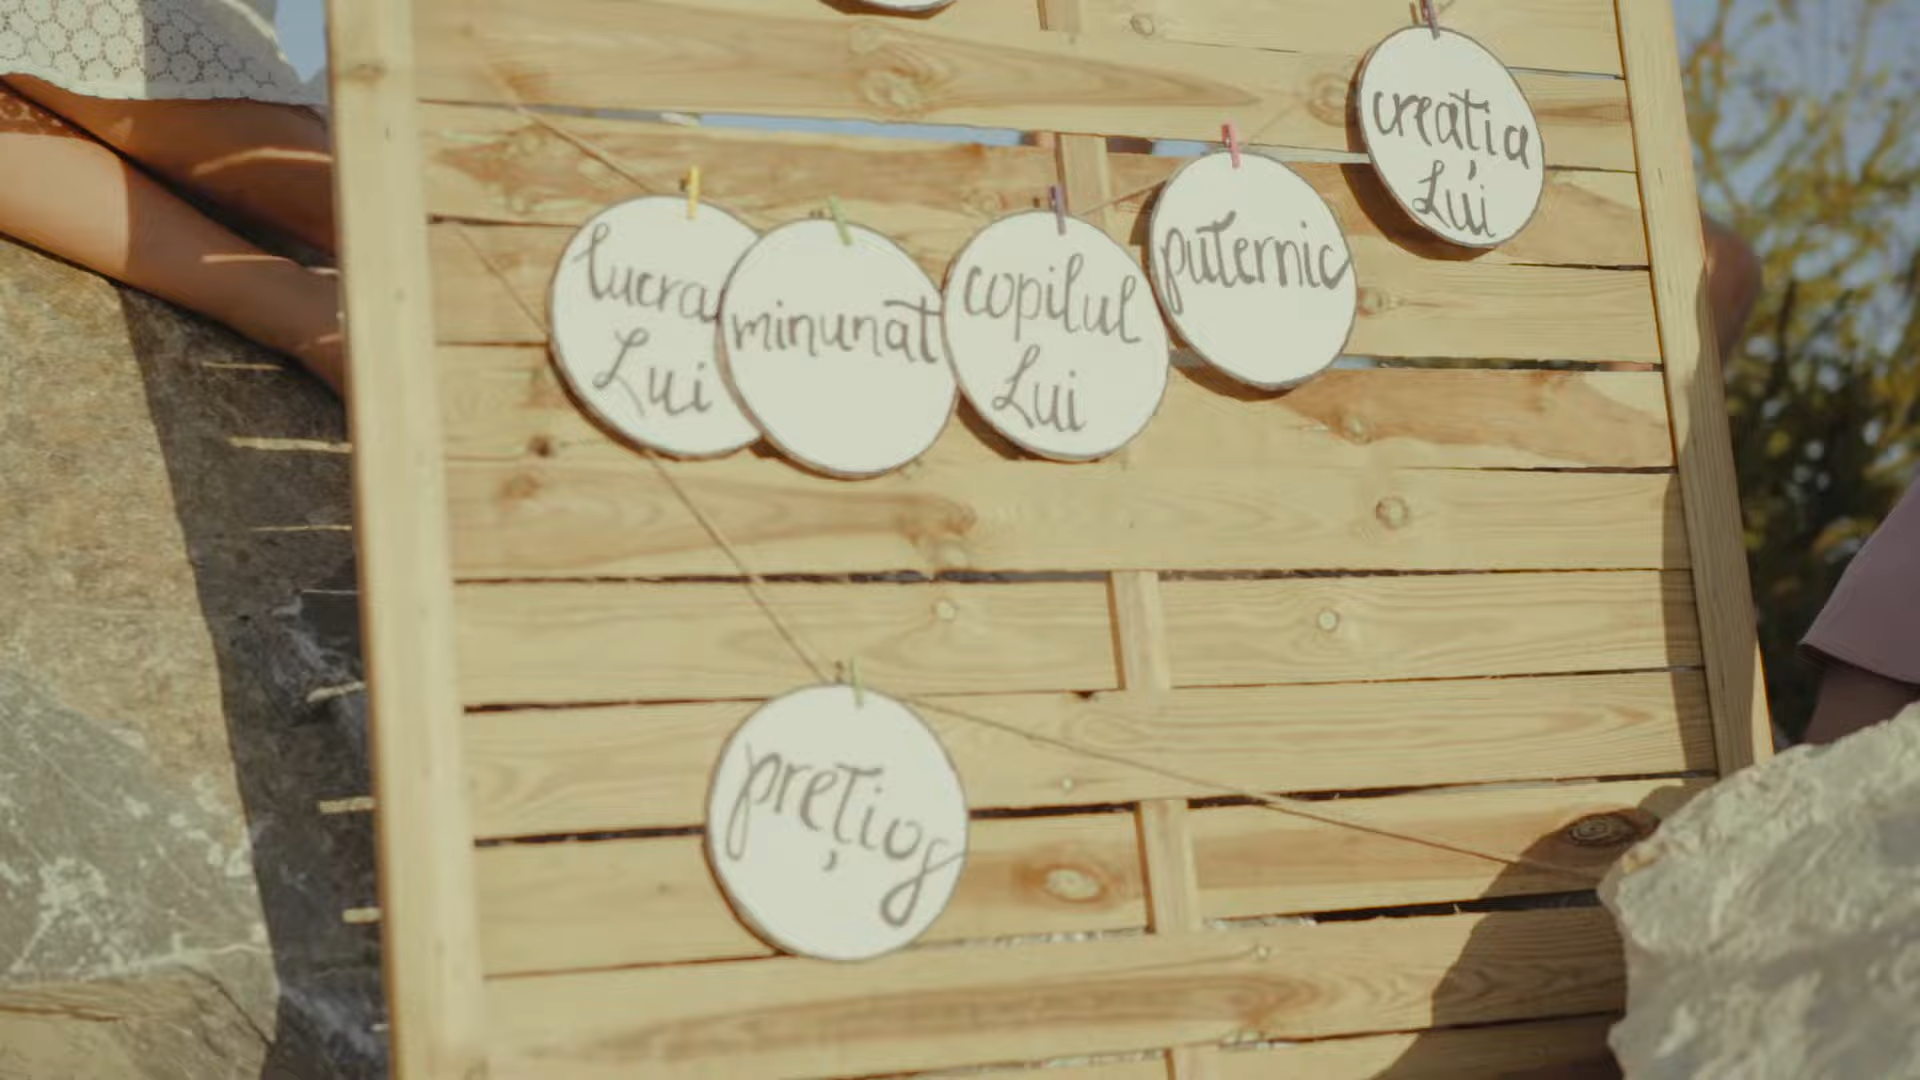 creatia
Lui
puternic
lucra
Lui
minunat
copilul
Lui
prețios